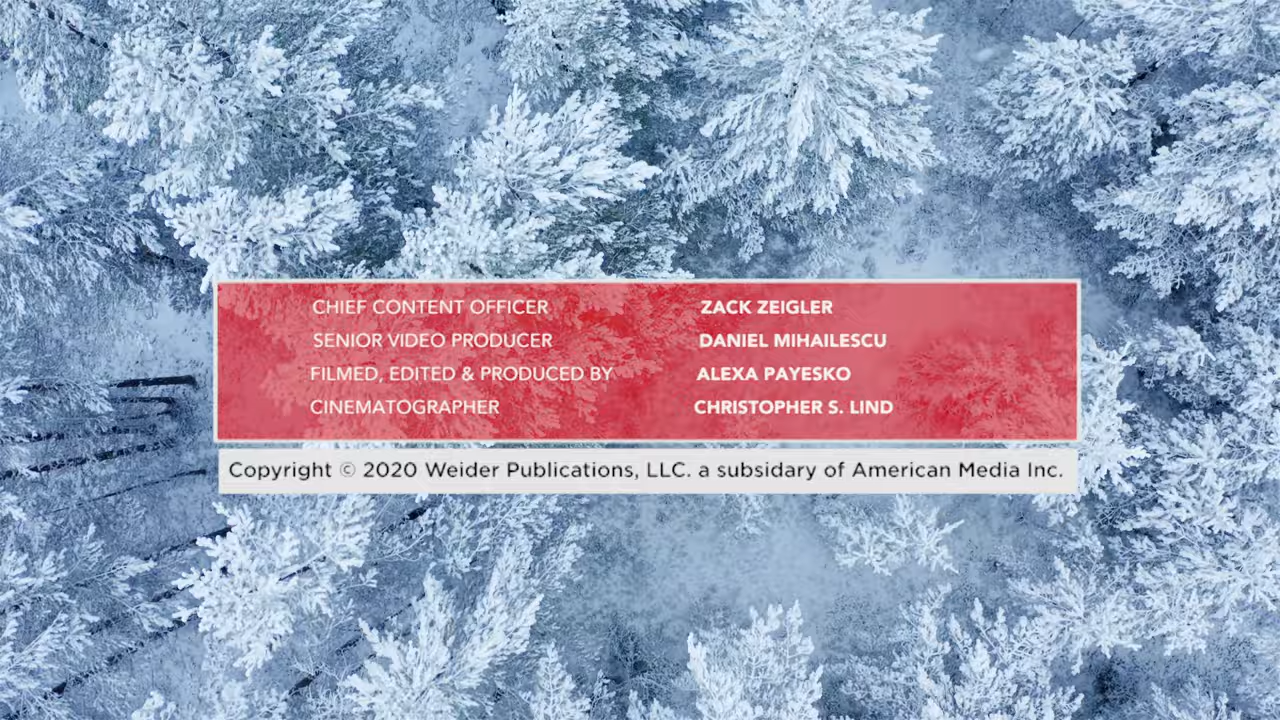 CHIEF CONTENT OFFICER ZACK ZEIGLER
SENIOR VIDEO PRODUCER DANIEL MIHAILESCU
FILMED, EDITED & PRODUCED BY ALEXA PAYESKO
CINEMATOGRAPHER CHRISTOPHER S. LIND
Copyright © 2020 Weider Publications, LLC. a subsidary of American Media Inc.